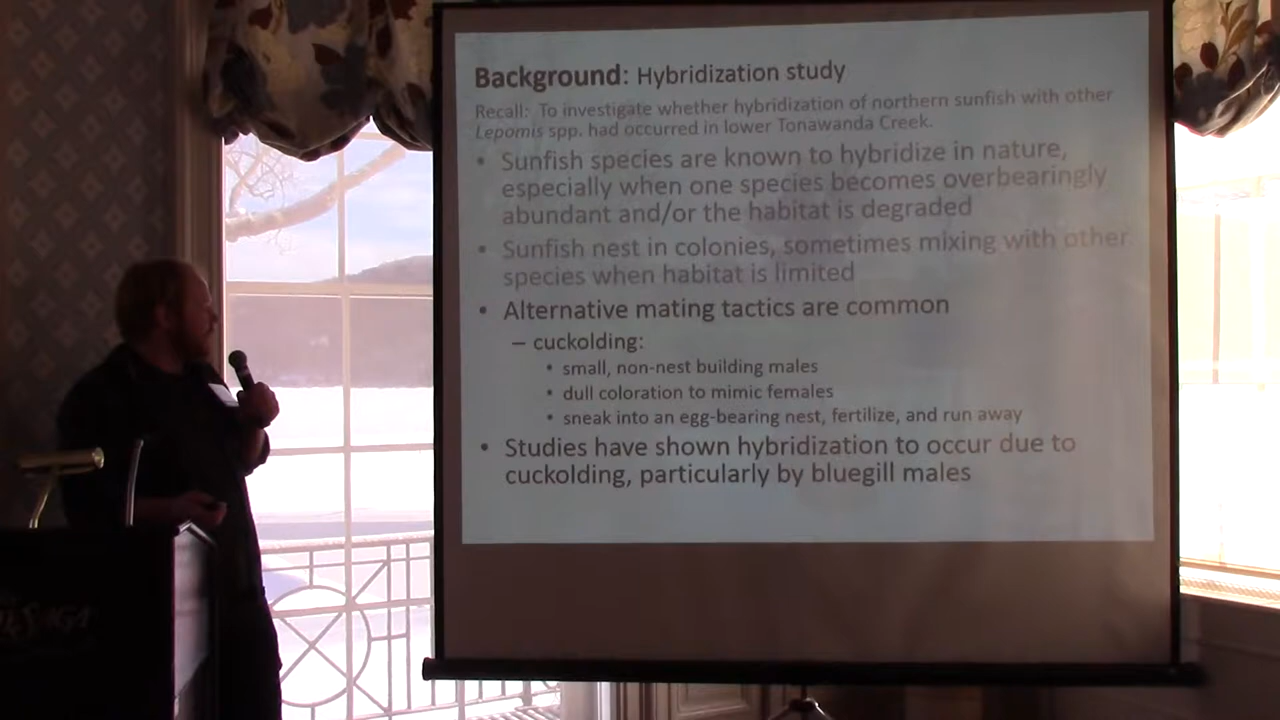 Background: Hybridization study
Recall: To investigate whether hybridization of northern sunfish with other
Lepomis spp. had occurred in lower Tonawanda Creek.
• Sunfish species are known to hybridize in nature,
especially when one species becomes overbearingly
abundant and/or the habitat is degraded
• Sunfish nest in colonies, sometimes mixing with other
species when habitat is limited
• Alternative mating tactics are common
– cuckolding:
• small, non-nest building males
• dull coloration to mimic females
• sneak into an egg-bearing nest, fertilize, and run away
• Studies have shown hybridization to occur due to
cuckolding, particularly by bluegill males